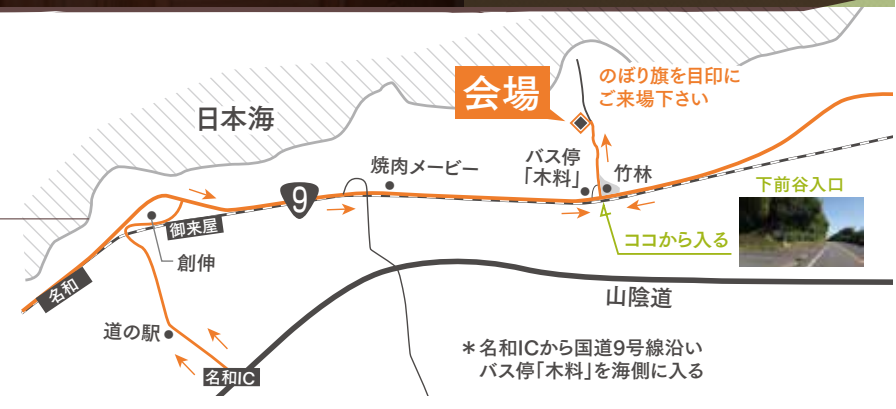 会場
のぼり旗を目印に
ご来場下さい
日本海
焼肉メービー
バス停
「木料」
竹林
下前谷入口
9
御来屋
ココから入る
創伸
名和
山陰道
道の駅
名和IC
＊名和ICから国道9号線沿い
バス停「木料」を海側に入る